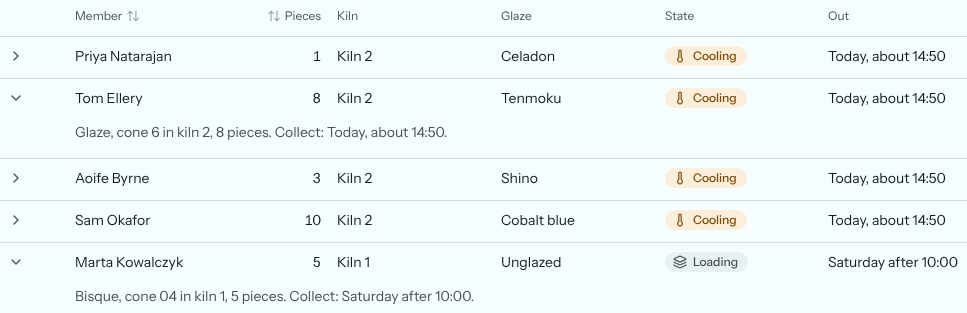 Member Pieces Kiln Glaze State Out
Priya Natarajan 1 Kiln 2 Celadon Cooling Today, about 14:50
Tom Ellery 8 Kiln 2 Tenmoku Cooling Today, about 14:50
Glaze, cone 6 in kiln 2, 8 pieces. Collect: Today, about 14:50.
Aoife Byrne 3 Kiln 2 Shino Cooling Today, about 14:50
Sam Okafor 10 Kiln 2 Cobalt blue Cooling Today, about 14:50
Marta Kowalczyk 5 Kiln 1 Unglazed Loading Saturday after 10:00
Bisque, cone 04 in kiln 1, 5 pieces. Collect: Saturday after 10:00.